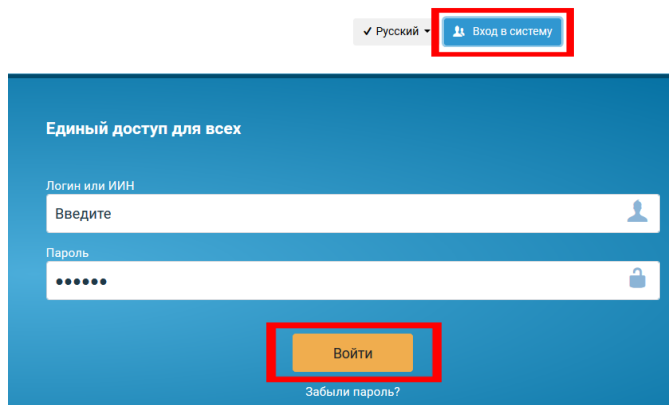 ✔ Русский
Вход в систему
Единый доступ для всех
Логин или ИИН
Введите
Пароль
••••••
Войти
Забыли пароль?